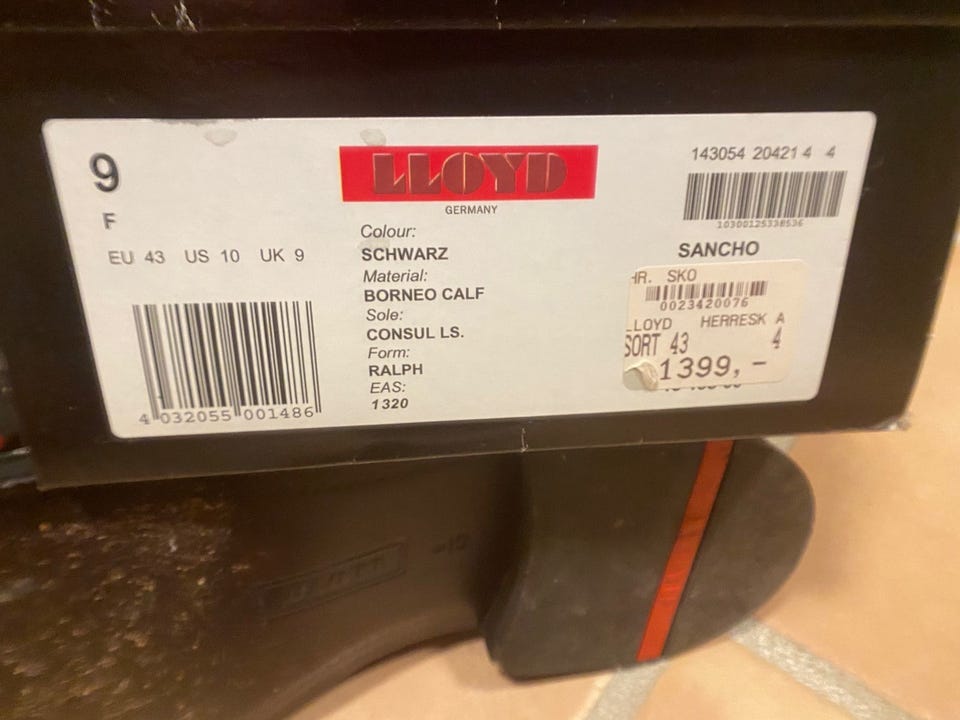 9
F
EU 43 US 10 UK 9
4 032055 001486
LLOYD
GERMANY
Colour:
SCHWARZ
Material:
BORNEO CALF
Sole:
CONSUL LS.
Form:
RALPH
EAS:
1320
143054 20421 4 4
10300125338536
SANCHO
HR. SKO
0023420076
LLOYD HERRESK A
SORT 43 4
1399,-